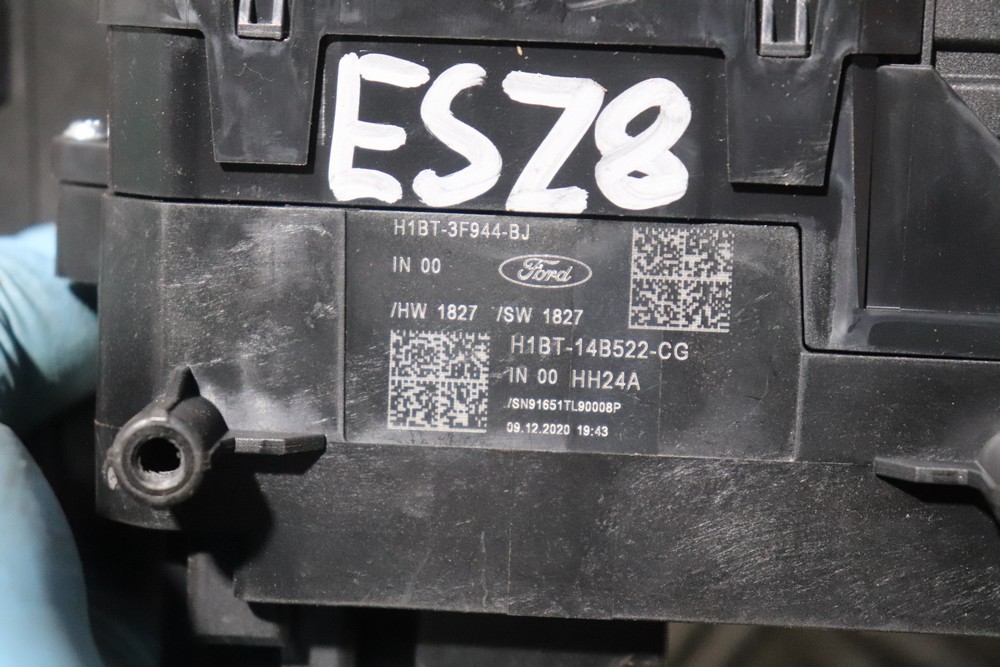 ESZ8
H1BT-3F944-BJ
IN 00 Ford
/HW 1827 /SW 1827
H1BT-14B522-CG
IN 00 HH24A
/SN91651TL90008P
09.12.2020 19:43